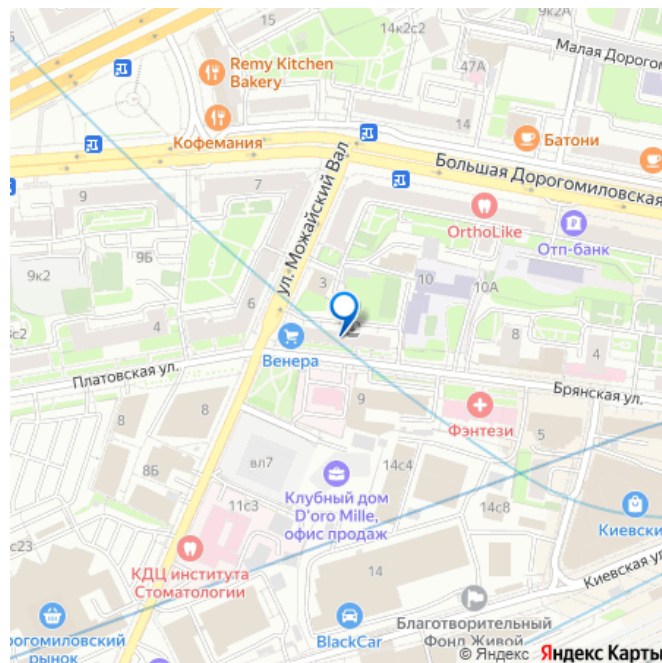 14к2с2
9к2А
Малая Дорогом
Remy Kitchen
Bakery
47А
Кофемания
14
Батони
Большая Дорогомиловская
9
7
ул. Можайский Вал
OrthoLike
Отп-банк
9Б
9к2
3
10
10А
6
4
Венера
8
4
Платовская ул.
Брянская ул.
9
8
8
Фэнтези
5
вл7
8Б
14с4
Клубный дом
D'oro Mille,
офис продаж
11с3
14с8
Киевски
КДЦ института
Стоматологии
14
Киевская ул
рогомиловский
рынок
BlackCar
Благотворительный
Фонд Живой
© Яндекс Яндекс Карты